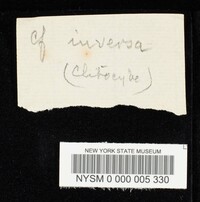 cf inversa
(Clitocybe)
NEW YORK STATE MUSEUM
NYSM 0 000 005 330